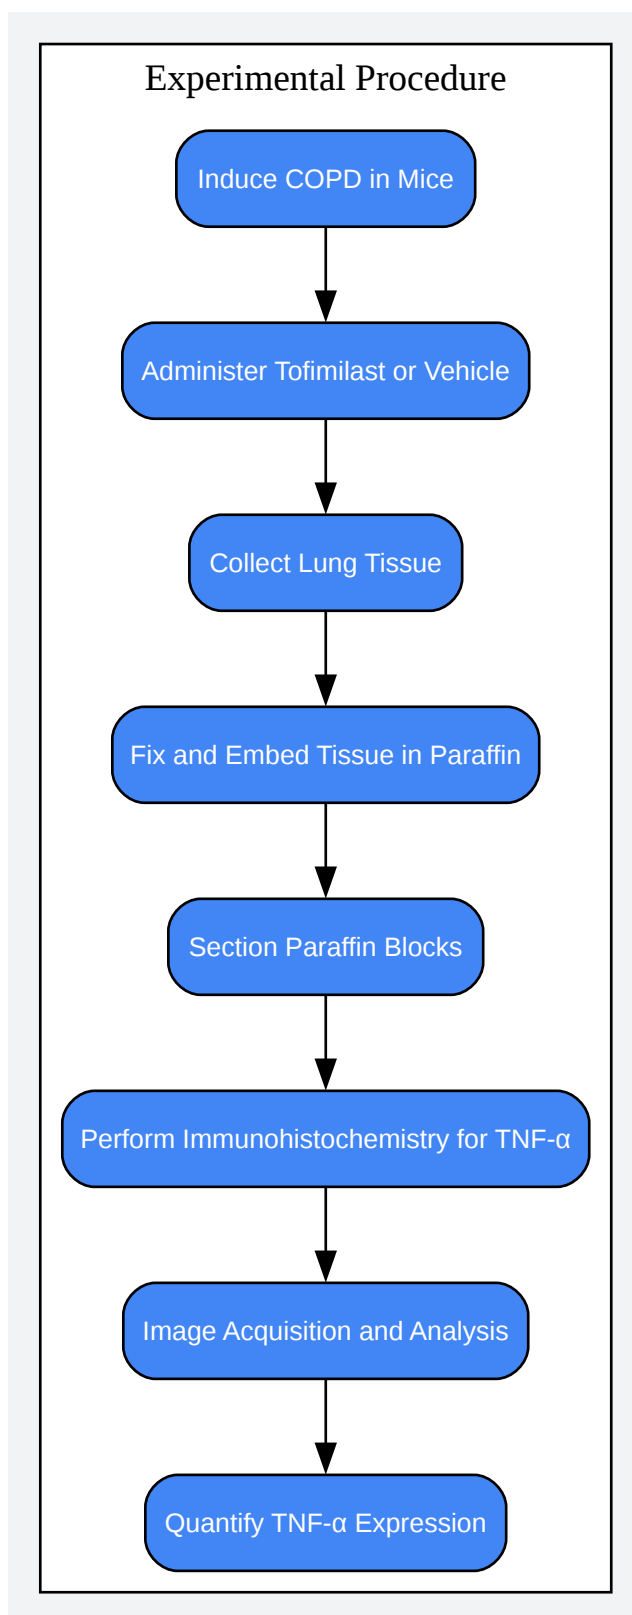 Experimental Procedure
Induce COPD in Mice
Administer Tofimilast or Vehicle
Collect Lung Tissue
Fix and Embed Tissue in Paraffin
Section Paraffin Blocks
Perform Immunohistochemistry for TNF-α
Image Acquisition and Analysis
Quantify TNF-α Expression